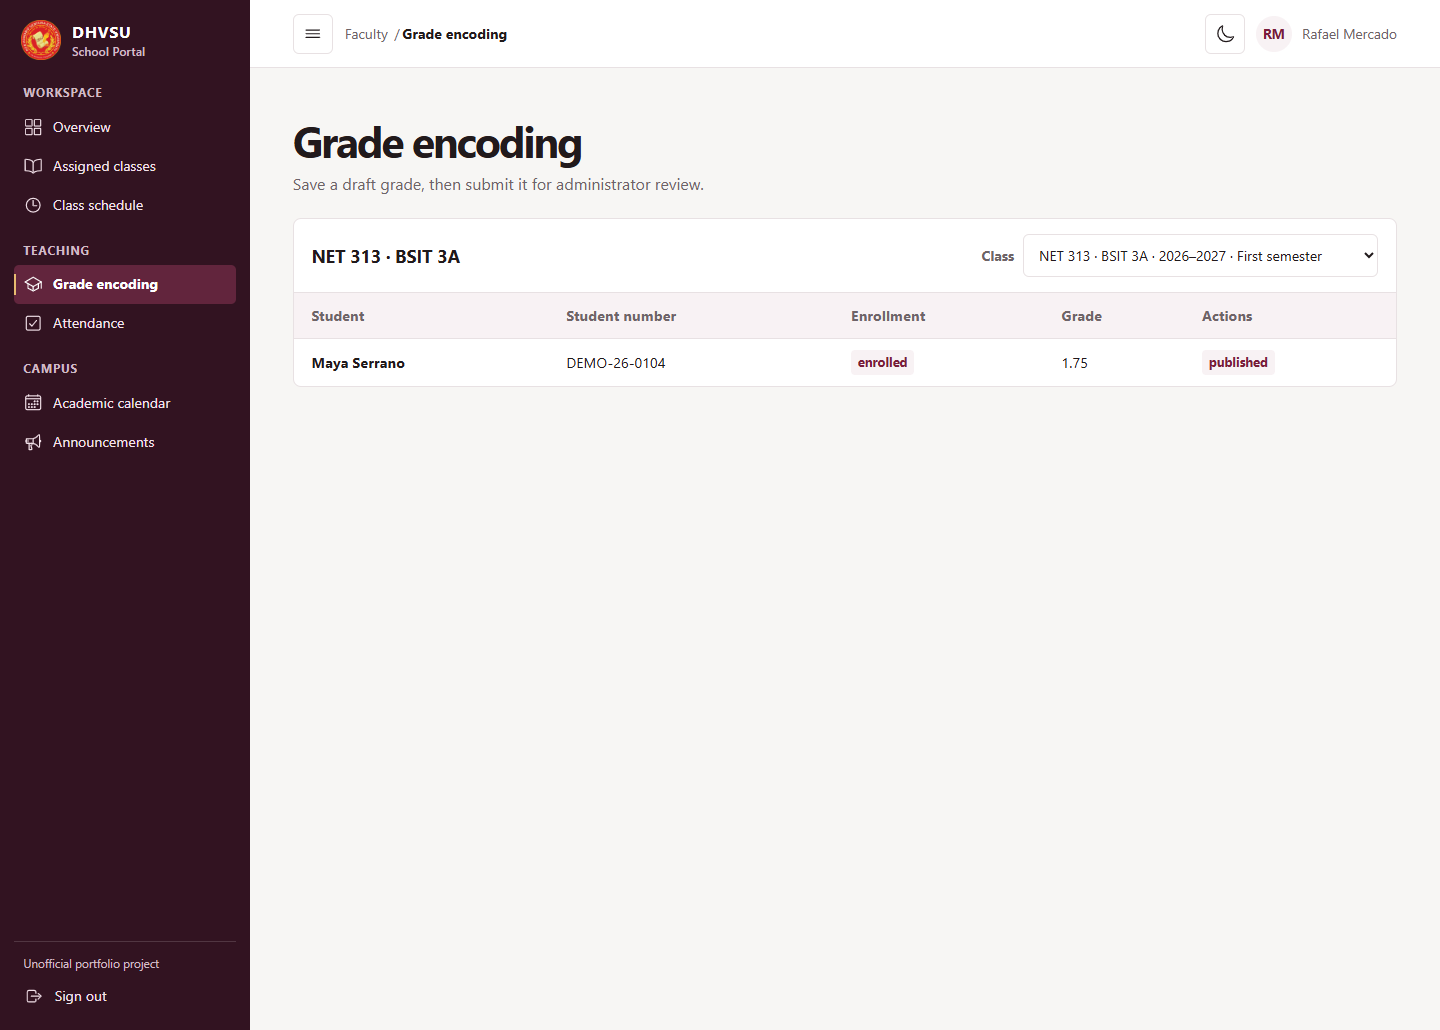 DHVSU
School Portal
WORKSPACE
Overview
Assigned classes
Class schedule
TEACHING
Grade encoding
Attendance
CAMPUS
Academic calendar
Announcements
Unofficial portfolio project
Sign out
Faculty / Grade encoding
RM Rafael Mercado
Grade encoding
Save a draft grade, then submit it for administrator review.
NET 313 · BSIT 3A
Class NET 313 · BSIT 3A · 2026–2027 · First semester
Student Student number Enrollment Grade Actions
Maya Serrano DEMO-26-0104 enrolled 1.75 published